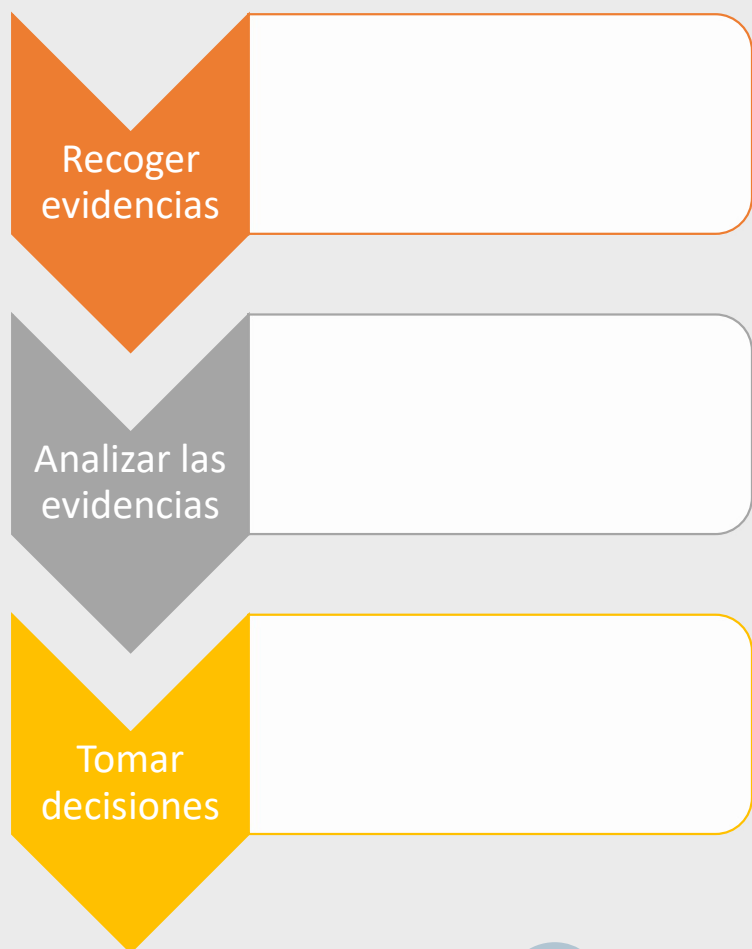 Recoger
evidencias
Analizar las
evidencias
Tomar
decisiones